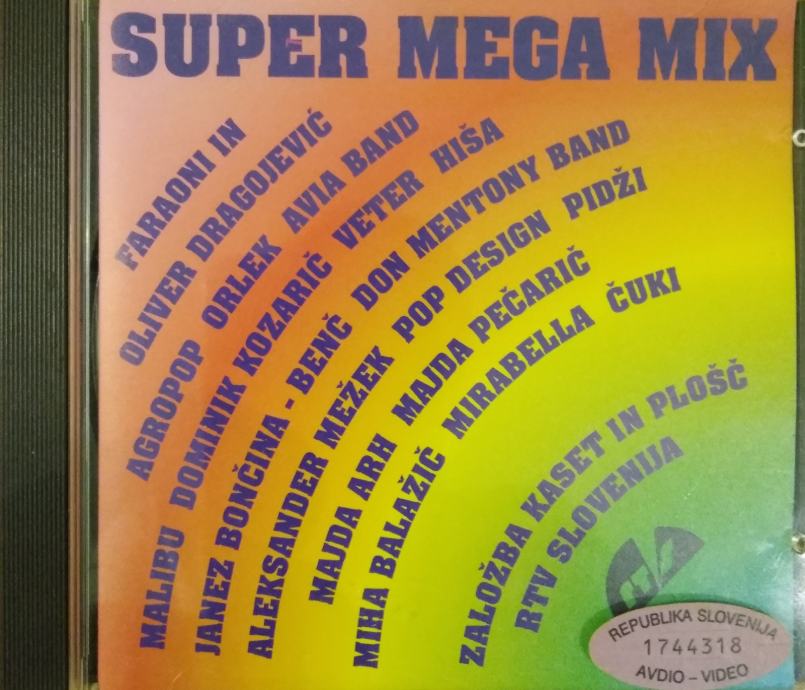 SUPER MEGA MIX
FARAONI IN
OLIVER DRAGOJEVIĆ
AGROPOP ORLEK AVIA BAND
MALIBU DOMINIK KOZARIČ VETER HIŠA
JANEZ BONČINA - BENČ DON MENTONY BAND
ALEKSANDER MEŽEK POP DESIGN PIDŽI
MAJDA ARH MAJDA PEČARIČ
MIHA BALAŽIČ MIRABELLA ČUKI
ZALOŽBA KASET IN PLOŠČ
RTV SLOVENIJA
REPUBLIKA SLOVENIJA
1744318
AVDIO - VIDEO